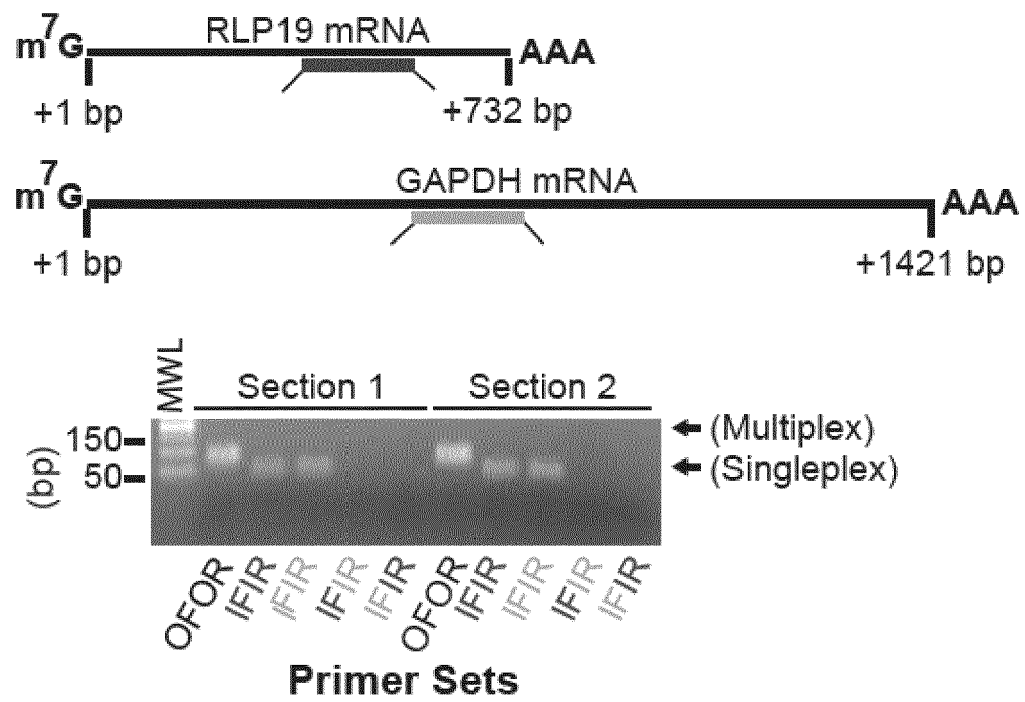 m7G RLP19 mRNA AAA
+1 bp +732 bp
m7G GAPDH mRNA AAA
+1 bp +1421 bp
MWL Section 1 Section 2
150 (Multiplex)
50 (Singleplex)
(bp)
OFOR IFIR IFIR IFIR IFIR OFOR IFIR IFIR IFIR IFIR
Primer Sets